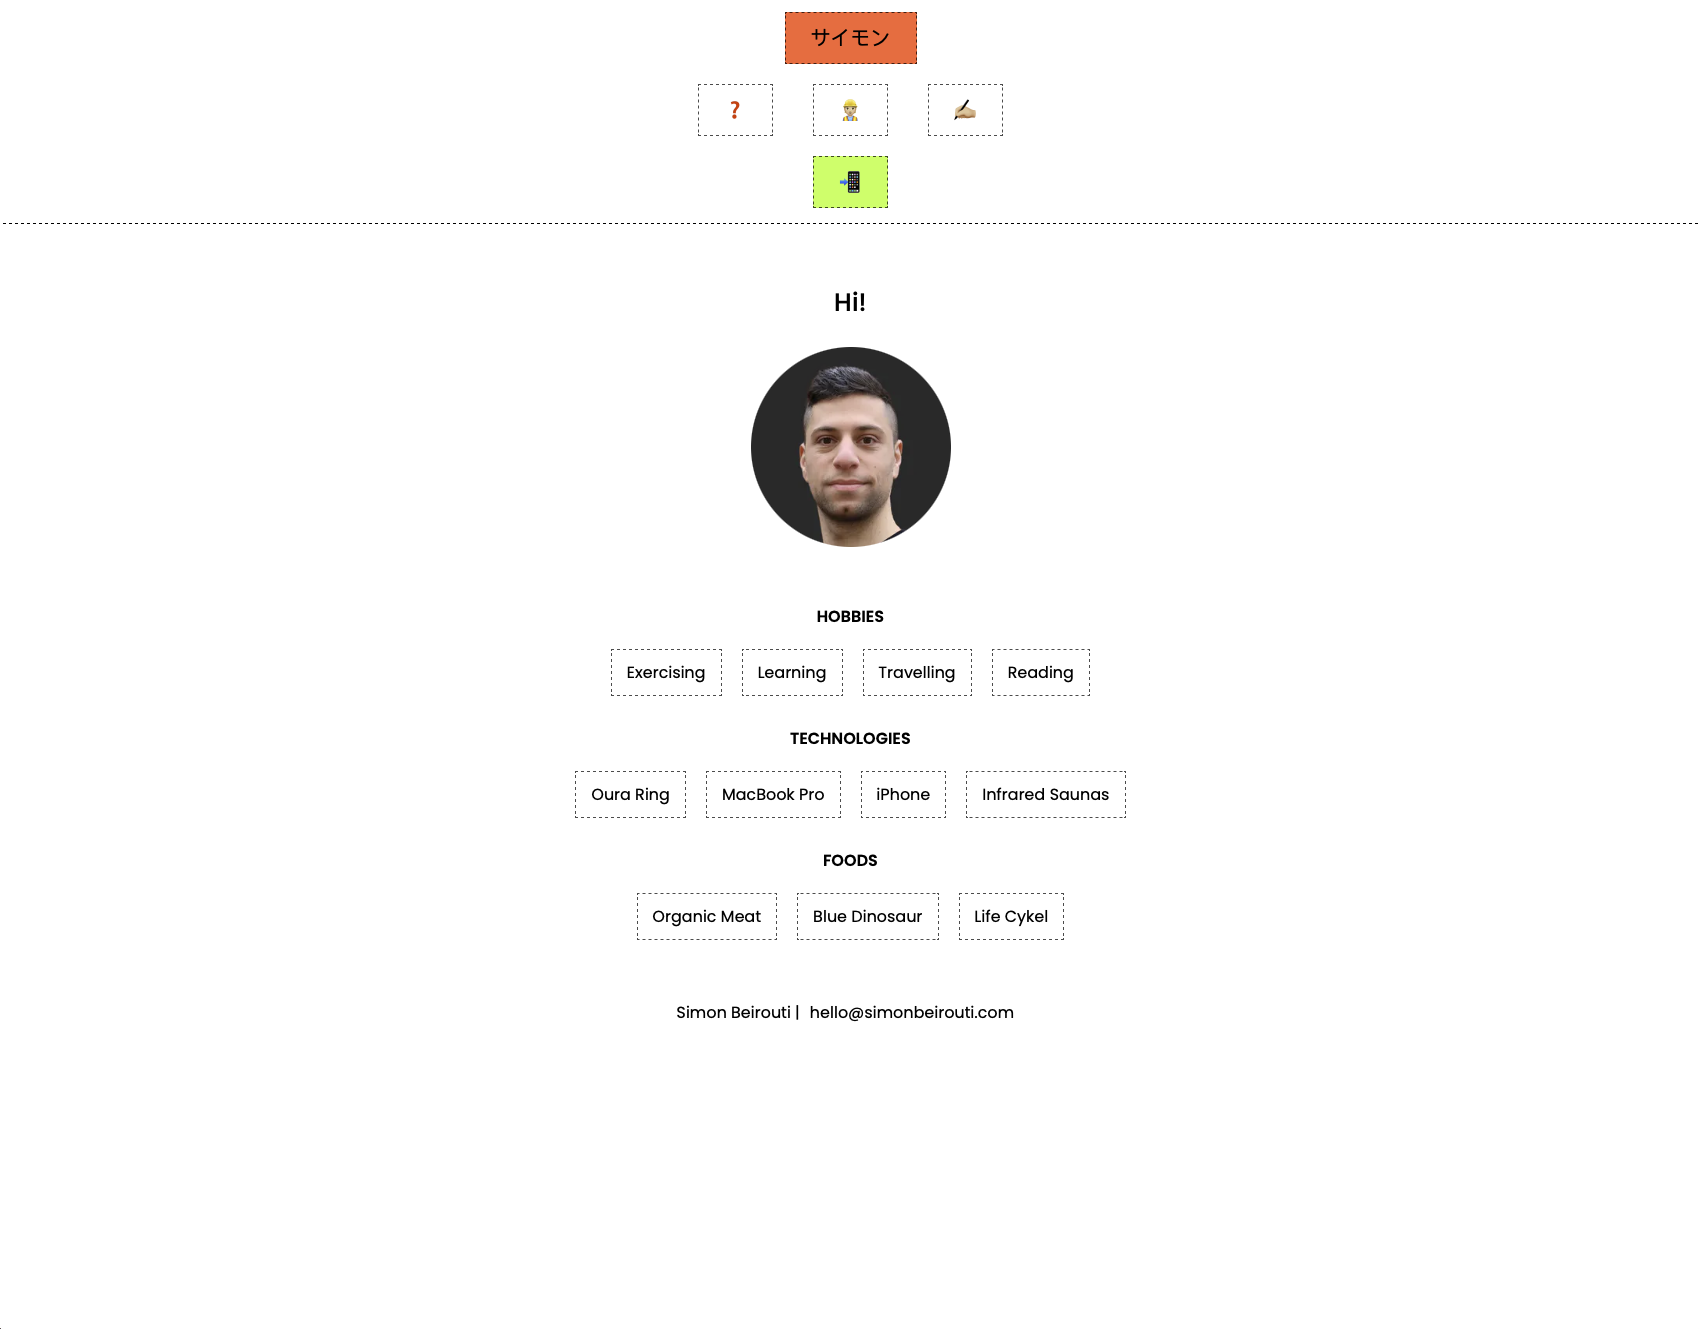 サイモン
❓ 👷🏼 ✍🏼
📲
Hi!
HOBBIES
Exercising Learning Travelling Reading
TECHNOLOGIES
Oura Ring MacBook Pro iPhone Infrared Saunas
FOODS
Organic Meat Blue Dinosaur Life Cykel
Simon Beirouti | hello@simonbeirouti.com